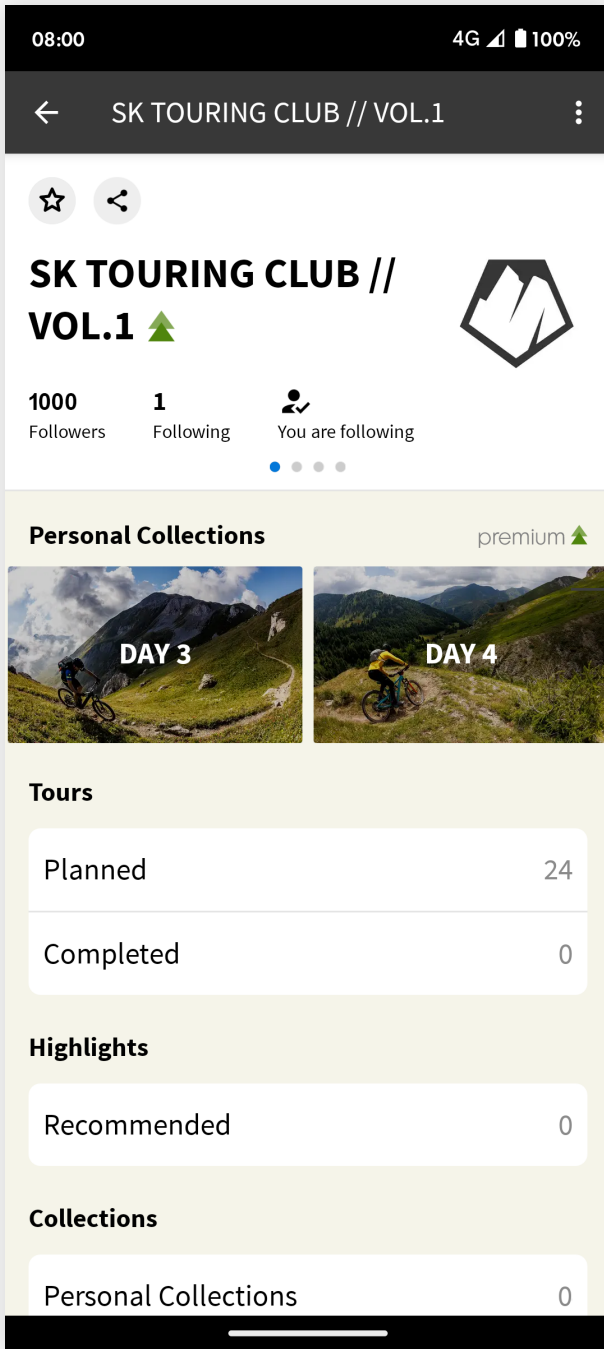 08:00
4G 100%
SK TOURING CLUB // VOL.1
SK TOURING CLUB //
VOL.1
1000 1
Followers Following You are following
Personal Collections premium
DAY 3 DAY 4
Tours
Planned 24
Completed 0
Highlights
Recommended 0
Collections
Personal Collections 0